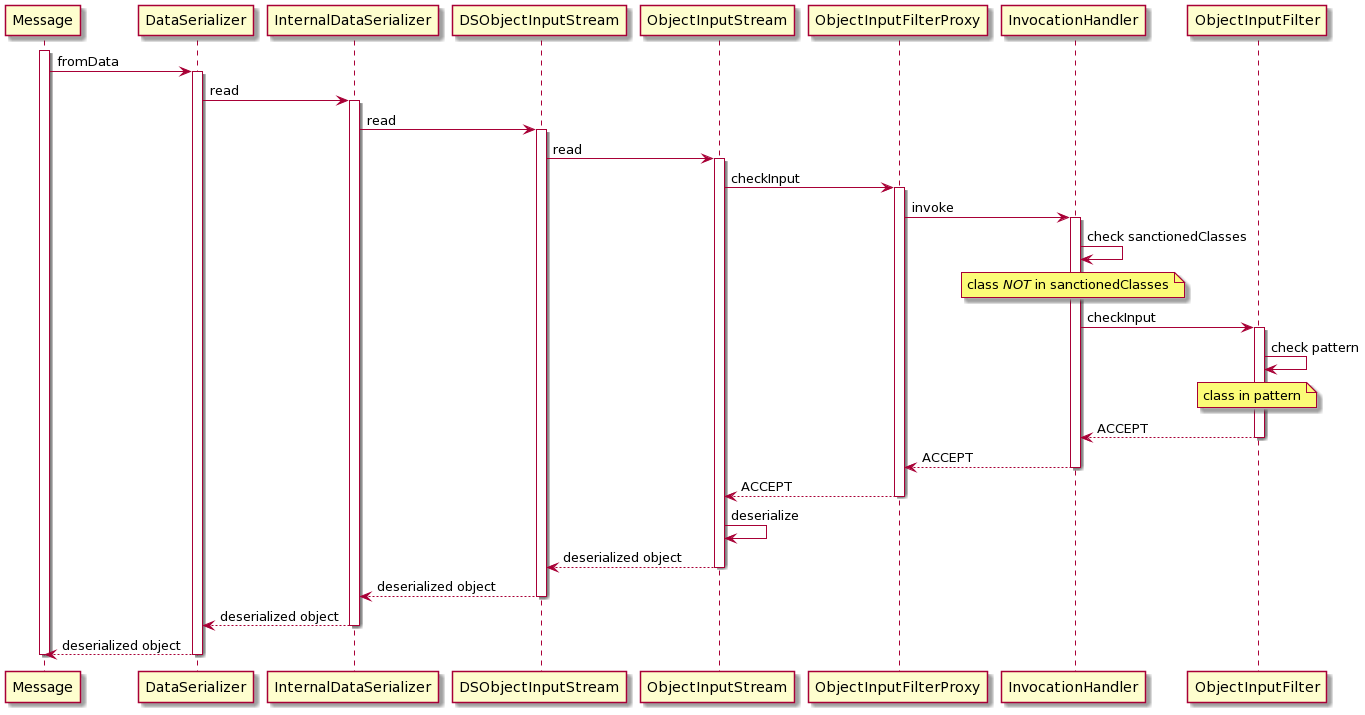 Message
DataSerializer
InternalDataSerializer
DSObjectInputStream
ObjectInputStream
ObjectInputFilterProxy
InvocationHandler
ObjectInputFilter
fromData
read
read
read
checkInput
invoke
check sanctionedClasses
class NOT in sanctionedClasses
checkInput
check pattern
class in pattern
ACCEPT
ACCEPT
ACCEPT
deserialize
deserialized object
deserialized object
deserialized object
deserialized object
Message
DataSerializer
InternalDataSerializer
DSObjectInputStream
ObjectInputStream
ObjectInputFilterProxy
InvocationHandler
ObjectInputFilter